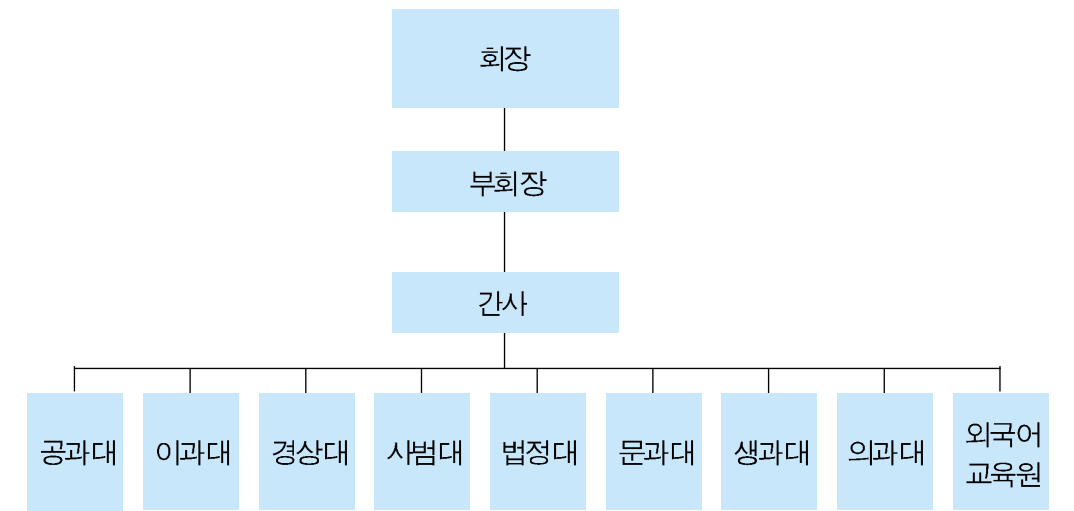 회장
부회장
간사
공과대
이과대
경상대
사범대
법정대
문과대
생과대
의과대
외국어
교육원